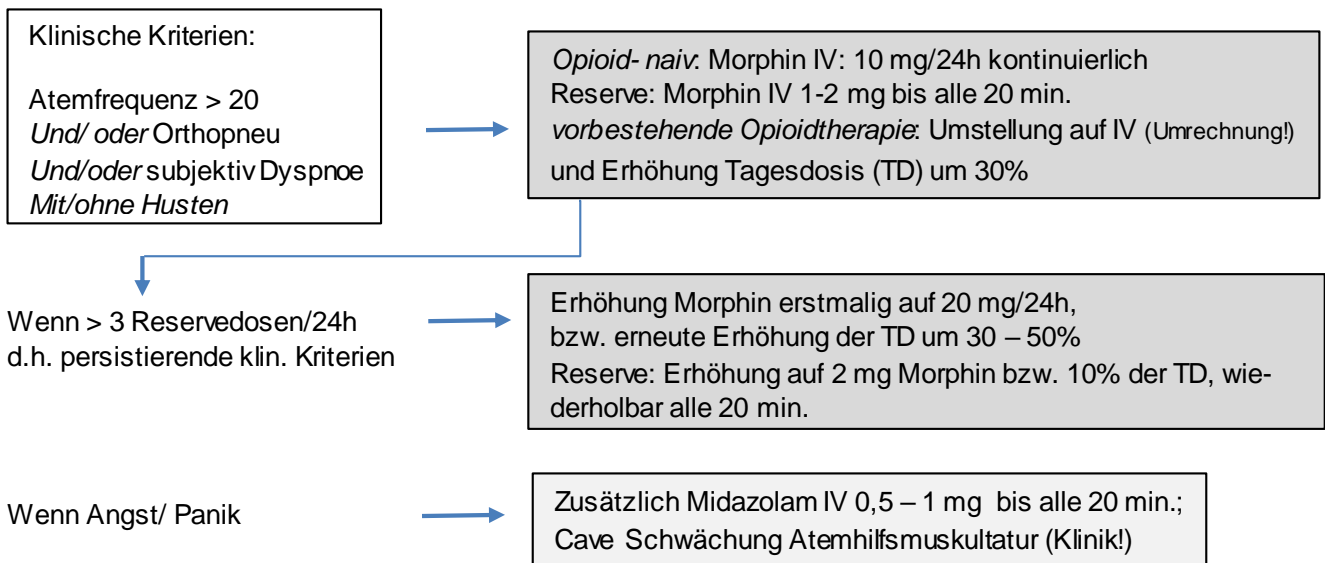 Klinische Kriterien:
Atemfrequenz > 20
Und/ oder Orthopneu
Und/oder subjektiv Dyspnoe
Mit/ohne Husten
Opioid- naiv: Morphin IV: 10 mg/24h kontinuierlich
Reserve: Morphin IV 1-2 mg bis alle 20 min.
vorbestehende Opioidtherapie: Umstellung auf IV (Umrechnung!)
und Erhöhung Tagesdosis (TD) um 30%
Wenn > 3 Reservedosen/24h
d.h. persistierende klin. Kriterien
Erhöhung Morphin erstmalig auf 20 mg/24h,
bzw. erneute Erhöhung der TD um 30 – 50%
Reserve: Erhöhung auf 2 mg Morphin bzw. 10% der TD, wie-
derholbar alle 20 min.
Wenn Angst/ Panik
Zusätzlich Midazolam IV 0,5 – 1 mg bis alle 20 min.;
Cave Schwächung Atemhilfsmuskultatur (Klinik!)